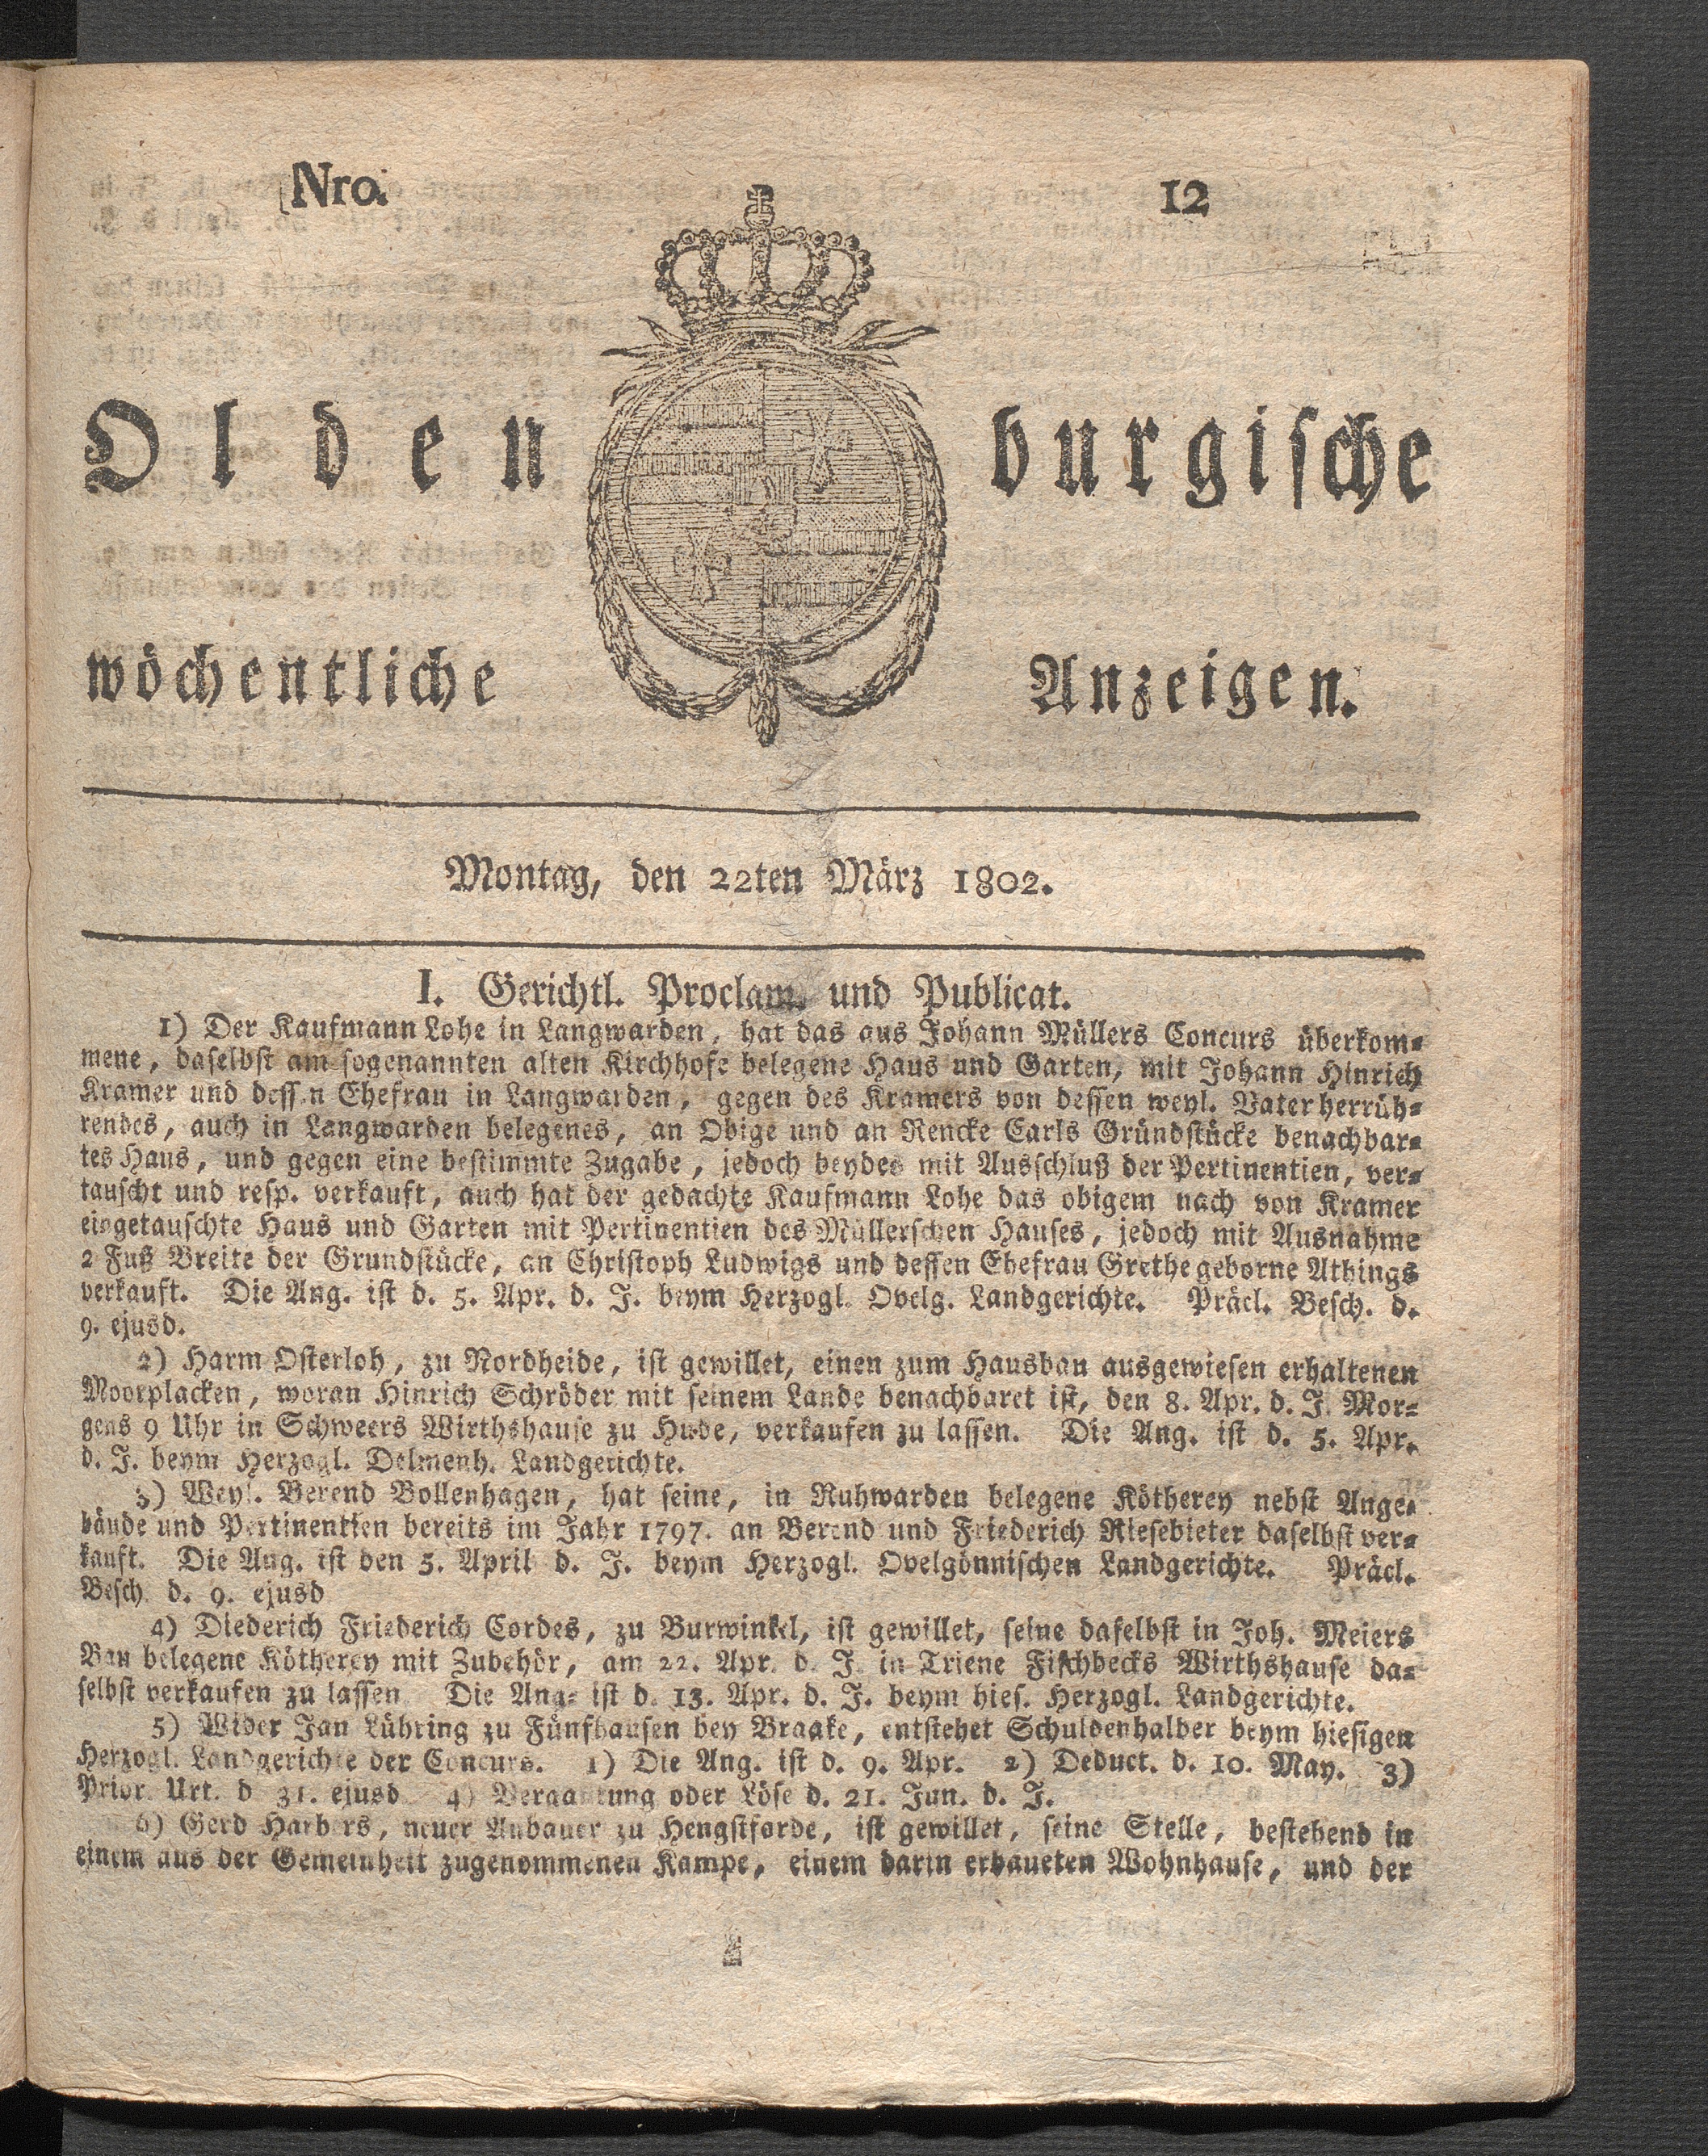 Nro. 12
Oldenburgische
wöchentliche Anzeigen.
Montag, den 22ten März 1802.
I. Gerichtl. Proclam. und Publicat.
1) Der Kaufmann Lohe in Langwarden, hat das aus Johann Müllers Concurs überkom-
mene, daselbst am sogenannten alten Kirchhofe belegene Haus und Garten, mit Johann Hinrich
Kramer und dessen Ehefrau in Langwarden, gegen des Kramers von dessen weyl. Vater herrüh-
rendes, auch in Langwarden belegenes, an Obige und an Rencke Carls Gründstücke benachbar-
tes Haus, und gegen eine bestimmte Zugabe, jedoch beydes mit Ausschluß der Pertinentien, ver-
tauscht und resp. verkauft, auch hat der gedachte Kaufmann Lohe das obigem nach von Kramer
eingetauschte Haus und Garten mit Pertinentien des Müllerschen Hauses, jedoch mit Ausnahme
2 Fuß Breite der Grundstücke, an Christoph Ludwigs und dessen Ehefrau Grethe geborne Athings
verkauft. Die Ang. ist d. 5. Apr. d. J. beym Herzogl. Ovelg. Landgerichte. Präcl. Besch. d.
9. ejusd.
2) Harm Osterloh, zu Nordheide, ist gewillet, einen zum Hausbau ausgewiesen erhaltenen
Moorplacken, woran Hinrich Schröder mit seinem Lande benachbaret ist, den 8. Apr. d. J. Mor-
gens 9 Uhr in Schweers Wirthshause zu Hude, verkaufen zu lassen. Die Ang. ist d. 5. Apr.
d. J. beym Herzogl. Delmenh. Landgerichte.
3) Weyl. Berend Bollenhagen, hat seine, in Ruhwarden belegene Kötherey nebst Ange-
bäude und Pertinentien bereits im Jahr 1797. an Berend und Friederich Riesebieter daselbst ver-
kauft. Die Ang. ist den 5. April d. J. beym Herzogl. Ovelgönnischen Landgerichte. Präcl.
Besch. d. 9. ejusd
4) Diederich Friederich Cordes, zu Burwinkel, ist gewillet, seine daselbst in Joh. Meiers
Bau belegene Kötherey mit Zubehör, am 22. Apr. d. J. in Triene Fischbecks Wirthshause da-
selbst verkaufen zu lassen. Die Ang. ist d. 13. Apr. d. J. beym hies. Herzogl. Landgerichte.
5) Wider Jan Lühring zu Fünfhausen bey Braake, entstehet Schuldenhalber beym hiesigen
Herzogl. Landgerichte der Concurs. 1) Die Ang. ist d. 9. Apr. 2) Deduct. d. 10. May. 3)
Prior. Urt. d 31. ejusd. 4) Vergantung oder Löse d. 21. Jun. d. J.
6) Gerd Harbers, neuer Anbauer zu Hengstforde, ist gewillet, seine Stelle, bestehend in
einem aus der Gemeinheit zugenommenen Kampe, einem darin erbaueten Wohnhause, und der